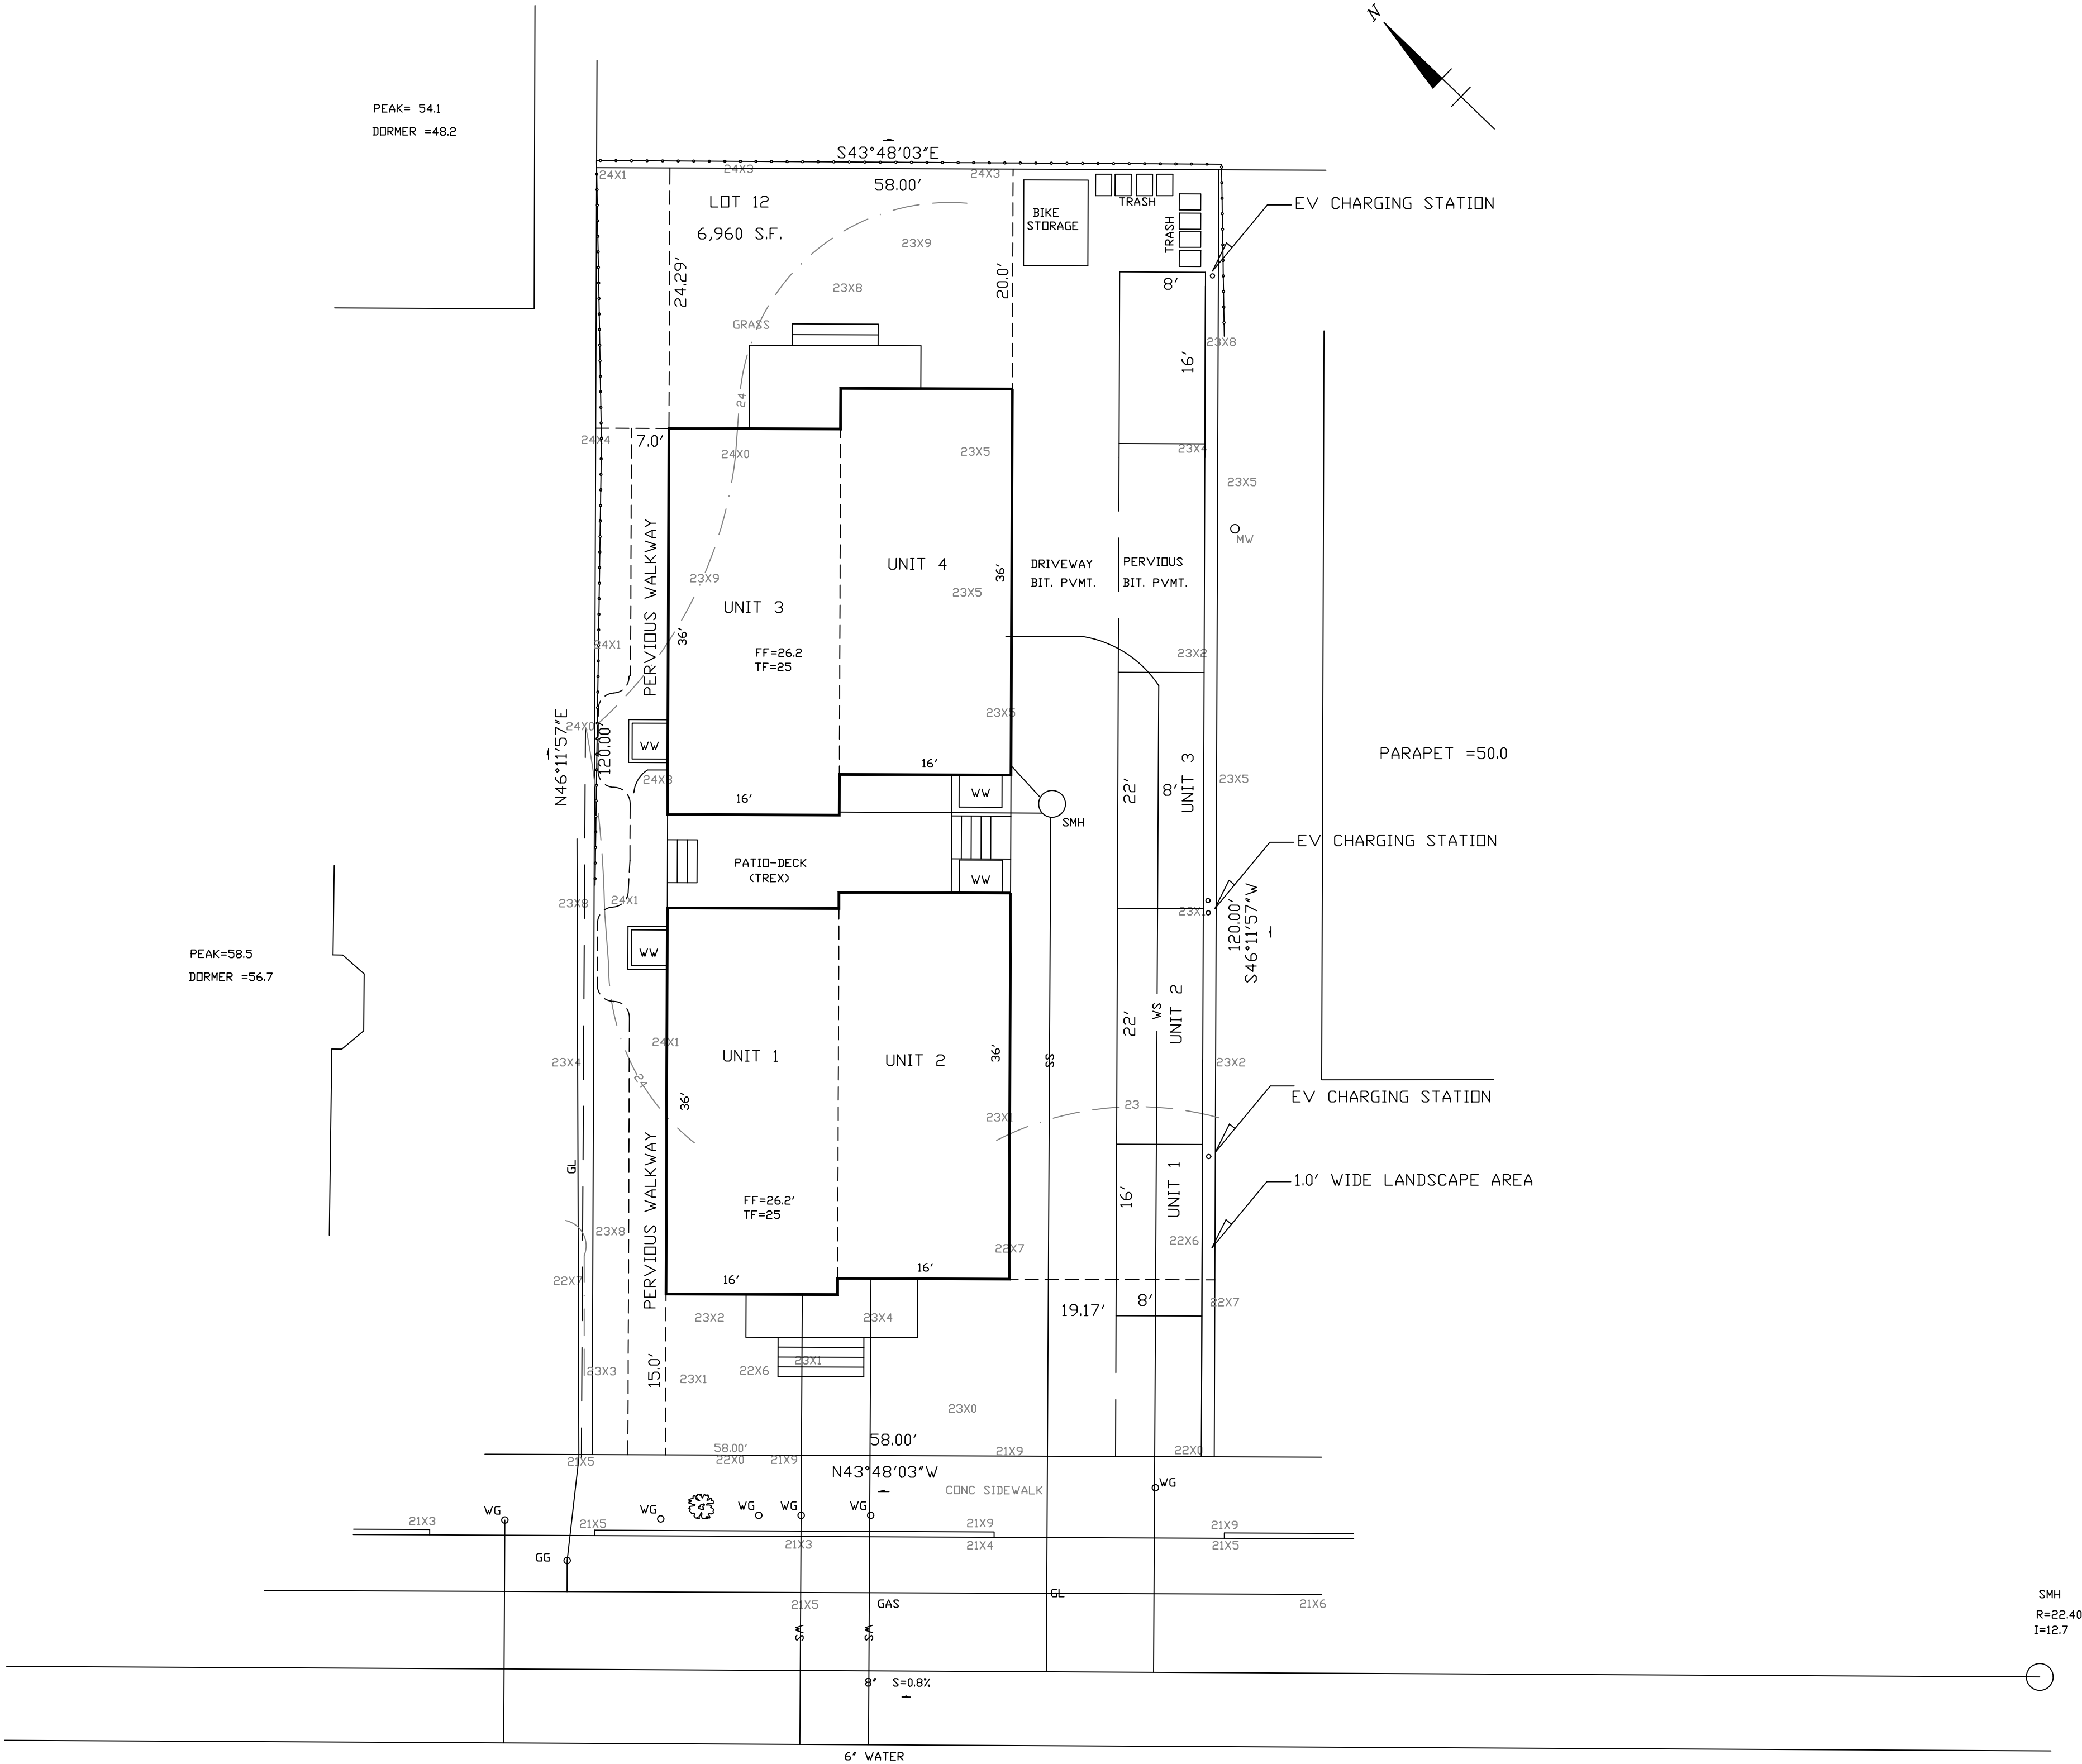 N
PEAK= 54.1
DORMER =48.2
S43°48'03"E
24X1
24X3
24X3
58.00'
LOT 12
6,960 S.F.
BIKE
STORAGE
TRASH
TRASH
EV CHARGING STATION
23X9
24.29'
20.0'
23X8
8'
GRASS
16'
23X8
24
24X4
7.0'
24X0
23X5
23X4
23X5
MW
PERVIOUS WALKWAY
UNIT 4
36'
DRIVEWAY
BIT. PVMT.
PERVIOUS
BIT. PVMT.
23X9
23X5
UNIT 3
36'
24X1
FF=26.2
TF=25
23X2
23X5
24X0
N46°11'57"E
120.00'
WW
24X3
16'
16'
WW
SMH
22'
8'
UNIT 3
23X5
PARAPET =50.0
EV CHARGING STATION
PATIO-DECK
(TREX)
WW
23X8
24X1
23X1
120.00'
S46°11'57"W
PEAK=58.5
DORMER =56.7
WW
22'
WS
UNIT 2
24X1
UNIT 1
UNIT 2
36'
SS
23X4
23X2
24
36'
23X1
23
EV CHARGING STATION
GL
PERVIOUS WALKWAY
16'
UNIT 1
1.0' WIDE LANDSCAPE AREA
FF=26.2'
TF=25
23X8
22X6
22X7
22X7
16'
16'
23X2
23X4
19.17'
8'
22X7
15.0'
23X3
23X1
22X6
23X1
23X0
58.00'
58.00'
22X0
21X9
21X9
22X0
21X5
N43°48'03"W
CONC SIDEWALK
WG
WG
WG
WG
WG
WG
21X3
21X5
21X9
21X9
21X3
21X4
21X5
GG
GL
GAS
21X5
21X6
SMH
R=22.40
I=12.7
WS
WS
8" S=0.8%
6" WATER